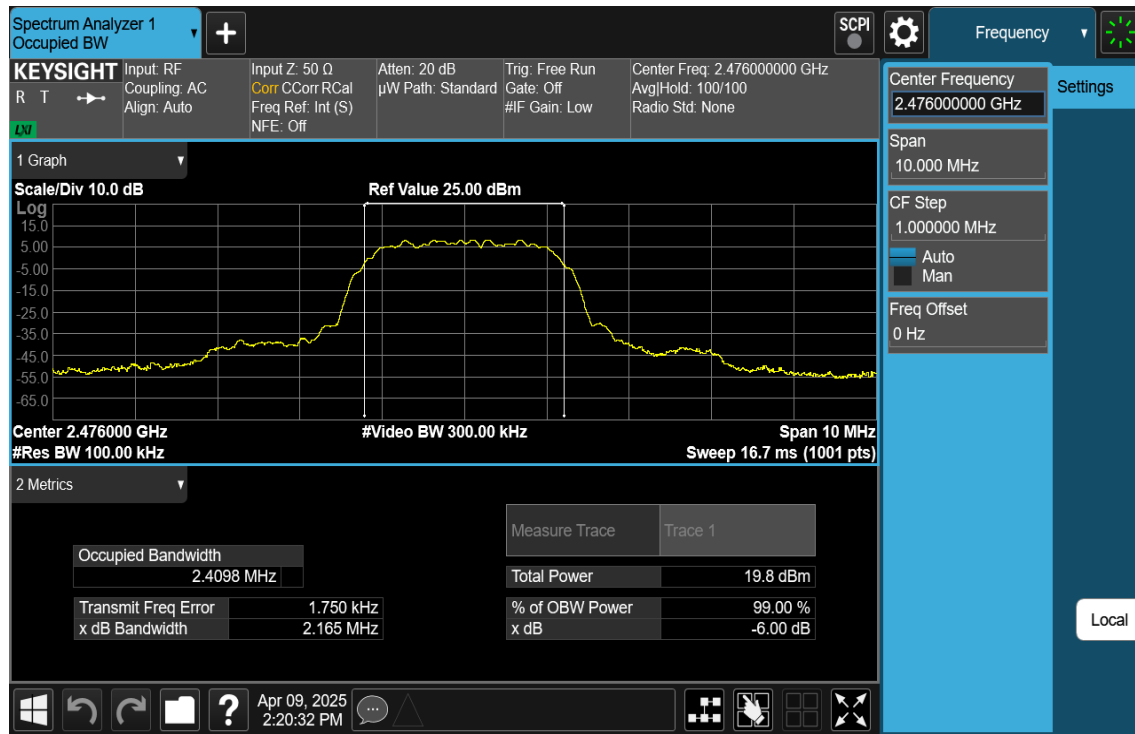 Spectrum Analyzer 1
Occupied BW
▼
+
SCPI
Frequency
▼
KEYSIGHT
R T
LXI
Input: RF
Coupling: AC
Align: Auto
Input Z: 50 Ω
Corr CCorr RCal
Freq Ref: Int (S)
NFE: Off
Atten: 20 dB
µW Path: Standard
Trig: Free Run
Gate: Off
#IF Gain: Low
Center Freq: 2.476000000 GHz
Avg|Hold: 100/100
Radio Std: None
Center Frequency
2.476000000 GHz
Settings
Span
10.000 MHz
CF Step
1.000000 MHz
Auto
Man
Freq Offset
0 Hz
Local
1 Graph ▼
Scale/Div 10.0 dB
Ref Value 25.00 dBm
Log
15.0
5.00
-5.00
-15.0
-25.0
-35.0
-45.0
-55.0
-65.0
Center 2.476000 GHz
#Video BW 300.00 kHz
Span 10 MHz
#Res BW 100.00 kHz
Sweep 16.7 ms (1001 pts)
2 Metrics ▼
Measure Trace Trace 1
Occupied Bandwidth
2.4098 MHz
Total Power 19.8 dBm
Transmit Freq Error 1.750 kHz
% of OBW Power 99.00 %
x dB Bandwidth 2.165 MHz
x dB -6.00 dB
?
Apr 09, 2025
2:20:32 PM